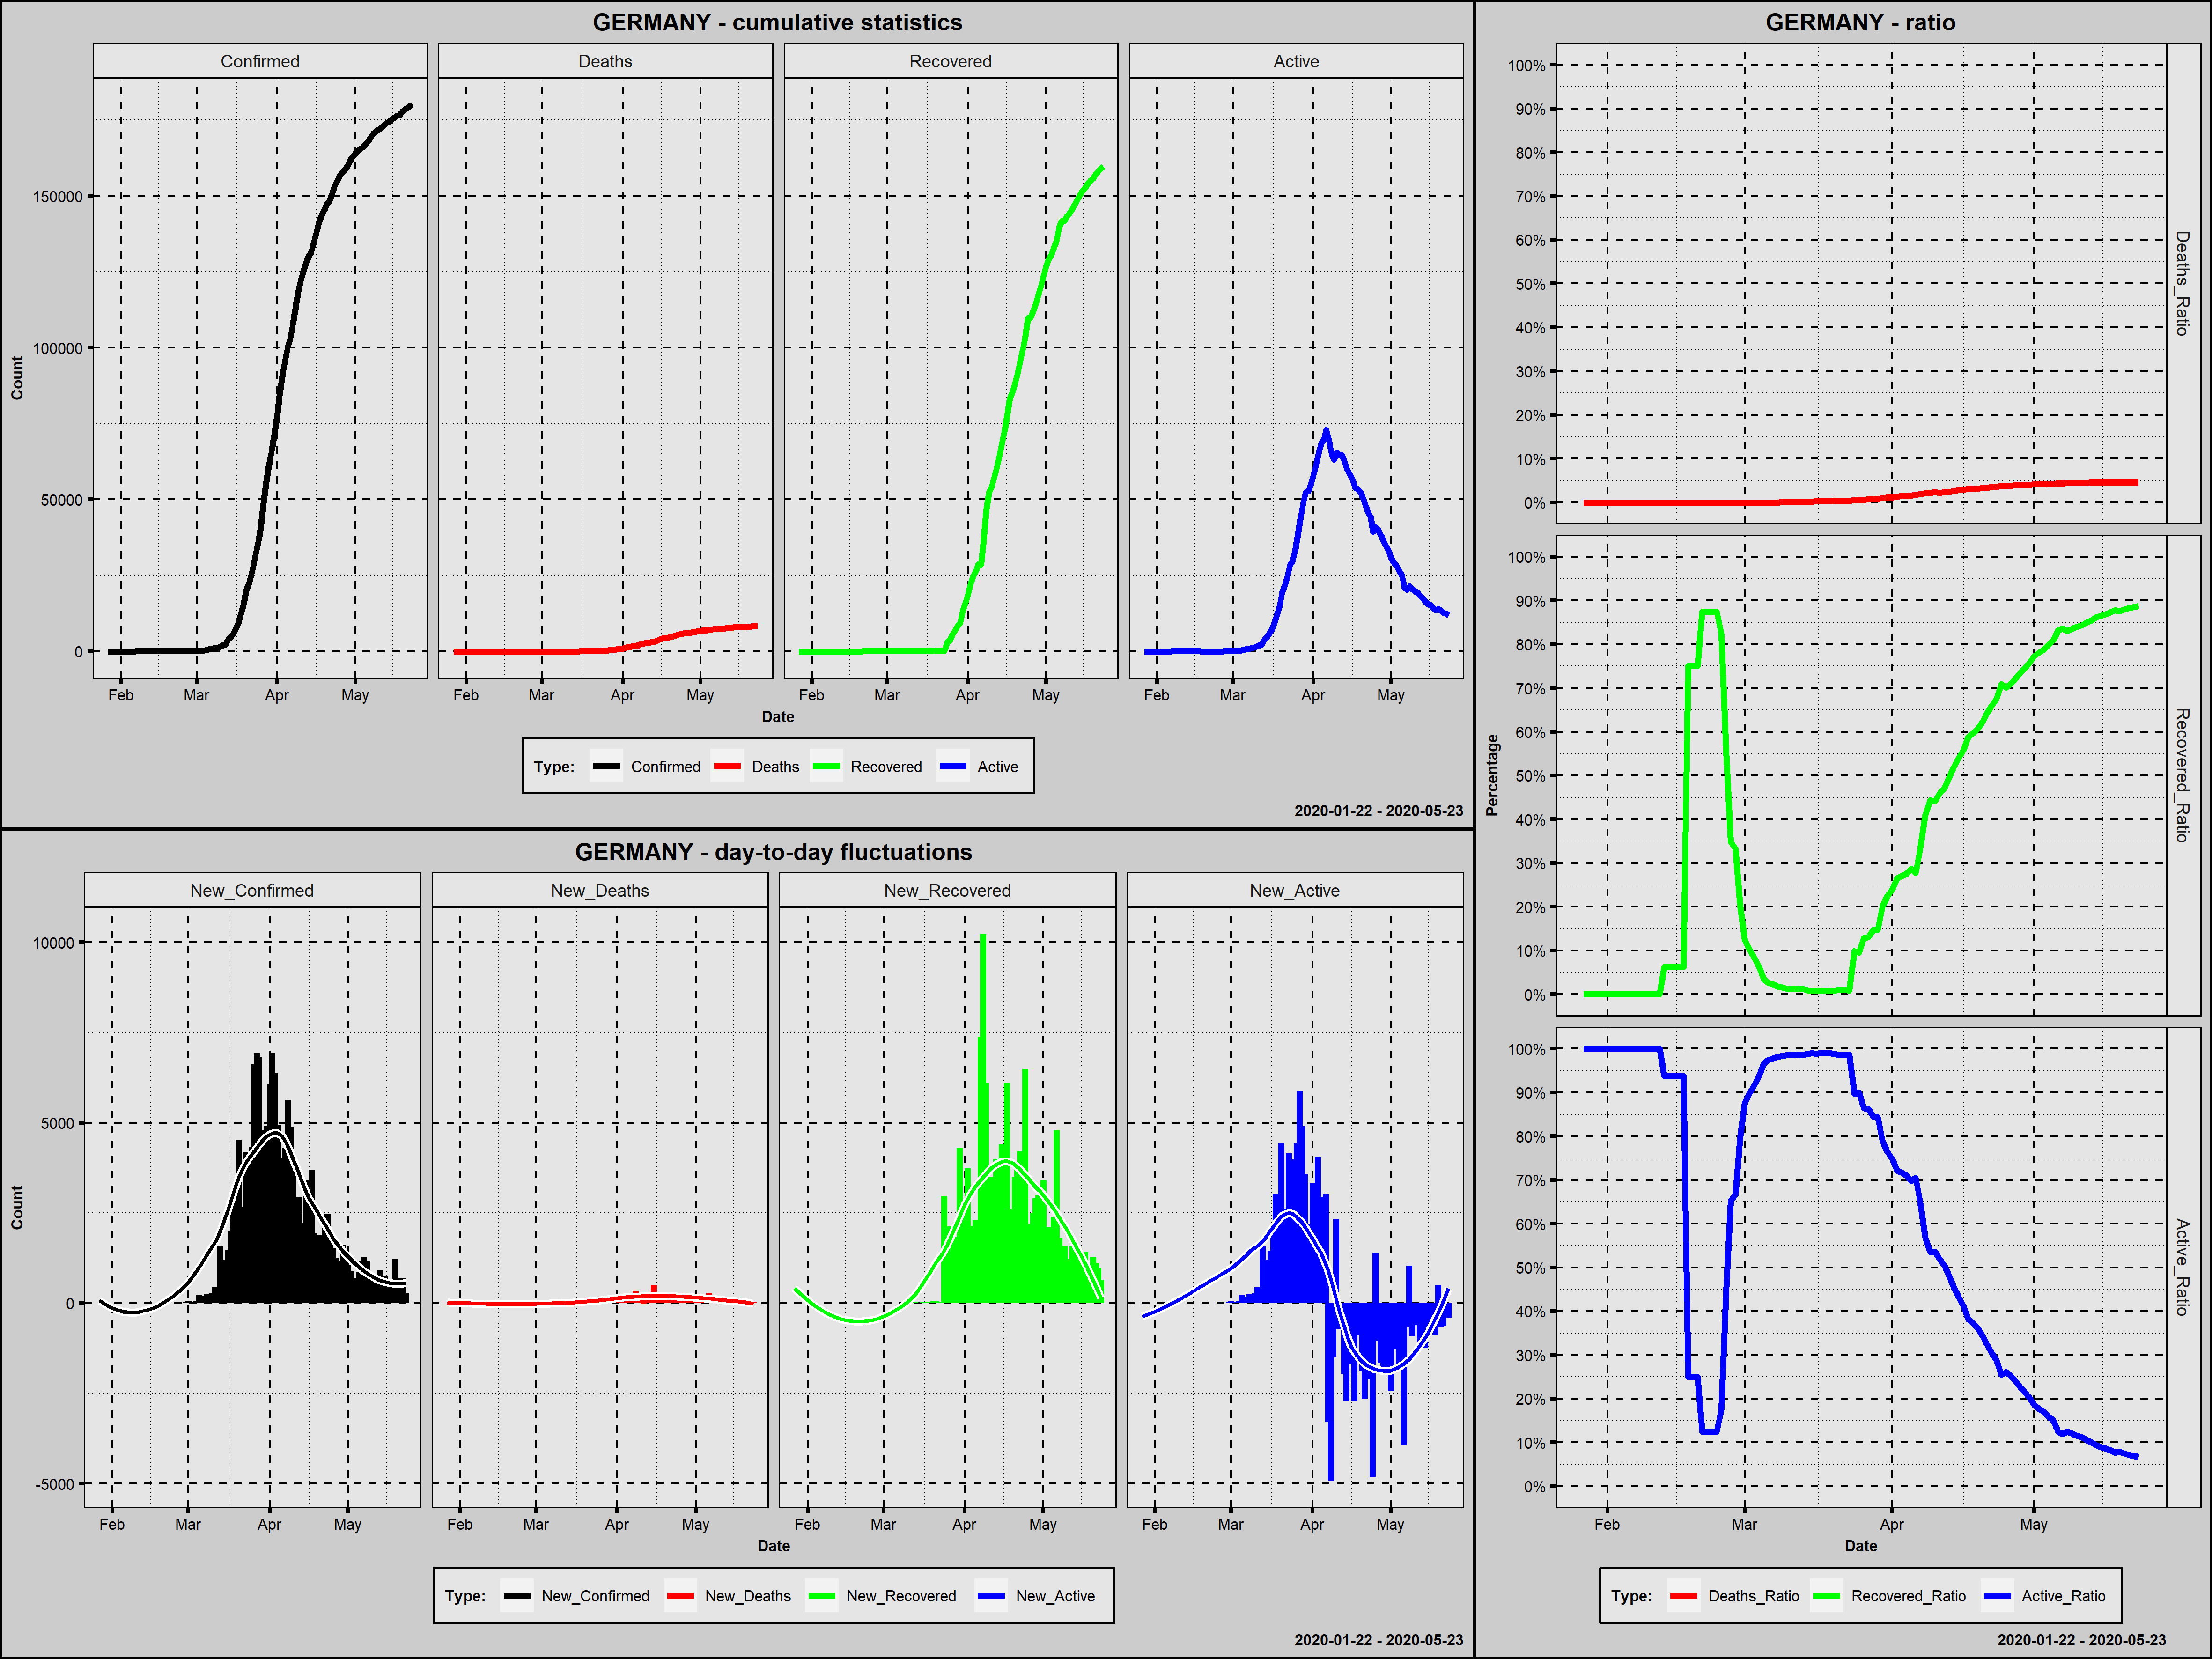 GERMANY - cumulative statistics
Confirmed Deaths Recovered Active
150000
100000
50000
0
Count
Feb Mar Apr May Feb Mar Apr May Feb Mar Apr May Feb Mar Apr May
Date
Type: Confirmed Deaths Recovered Active
2020-01-22 - 2020-05-23
GERMANY - day-to-day fluctuations
New_Confirmed New_Deaths New_Recovered New_Active
10000
5000
0
-5000
Count
Feb Mar Apr May Feb Mar Apr May Feb Mar Apr May Feb Mar Apr May
Date
Type: New_Confirmed New_Deaths New_Recovered New_Active
2020-01-22 - 2020-05-23
GERMANY - ratio
100%
90%
80%
70%
60%
50%
40%
30%
20%
10%
0%
Deaths_Ratio
100%
90%
80%
70%
60%
50%
40%
30%
20%
10%
0%
Recovered_Ratio
100%
90%
80%
70%
60%
50%
40%
30%
20%
10%
0%
Active_Ratio
Percentage
Feb Mar Apr May
Date
Type: Deaths_Ratio Recovered_Ratio Active_Ratio
2020-01-22 - 2020-05-23